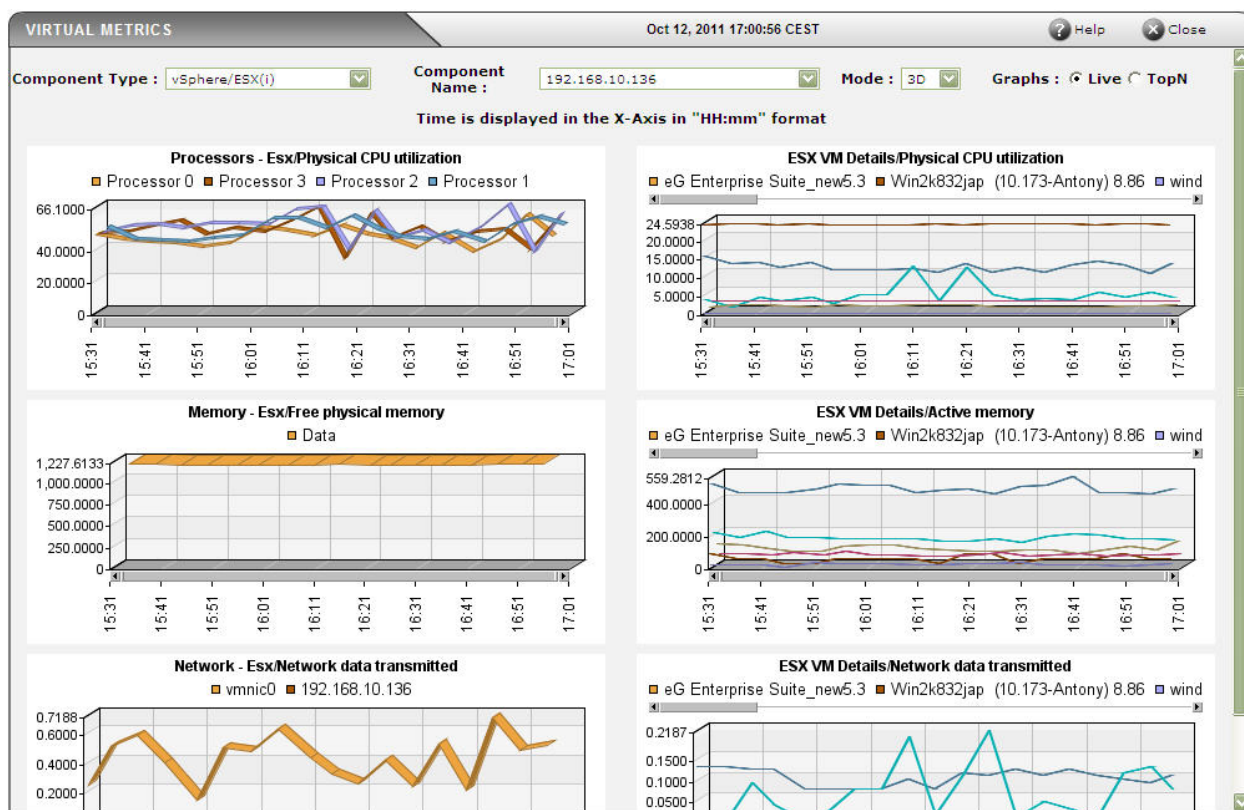 VIRTUAL METRICS Oct 12, 2011 17:00:56 CEST Help Close
Component Type : vSphere/ESX(i) Component Name : 192.168.10.136 Mode : 3D Graphs : Live TopN
Time is displayed in the X-Axis in "HH:mm" format
Processors - Esx/Physical CPU utilization
Processor 0 Processor 3 Processor 2 Processor 1
66.1000
40.0000
20.0000
0
15:31 15:41 15:51 16:01 16:11 16:21 16:31 16:41 16:51 17:01
ESX VM Details/Physical CPU utilization
eG Enterprise Suite_new5.3 Win2k832jap (10.173-Antony) 8.86 wind
24.5938
20.0000
15.0000
10.0000
5.0000
0
15:31 15:41 15:51 16:01 16:11 16:21 16:31 16:41 16:51 17:01
Memory - Esx/Free physical memory
Data
1,227.6133
1,000.0000
750.0000
500.0000
250.0000
0
15:31 15:41 15:51 16:01 16:11 16:21 16:31 16:41 16:51 17:01
ESX VM Details/Active memory
eG Enterprise Suite_new5.3 Win2k832jap (10.173-Antony) 8.86 wind
559.2812
400.0000
200.0000
0
15:31 15:41 15:51 16:01 16:11 16:21 16:31 16:41 16:51 17:01
Network - Esx/Network data transmitted
vmnic0 192.168.10.136
0.7188
0.6000
0.4000
0.2000
ESX VM Details/Network data transmitted
eG Enterprise Suite_new5.3 Win2k832jap (10.173-Antony) 8.86 wind
0.2187
0.1500
0.1000
0.0500